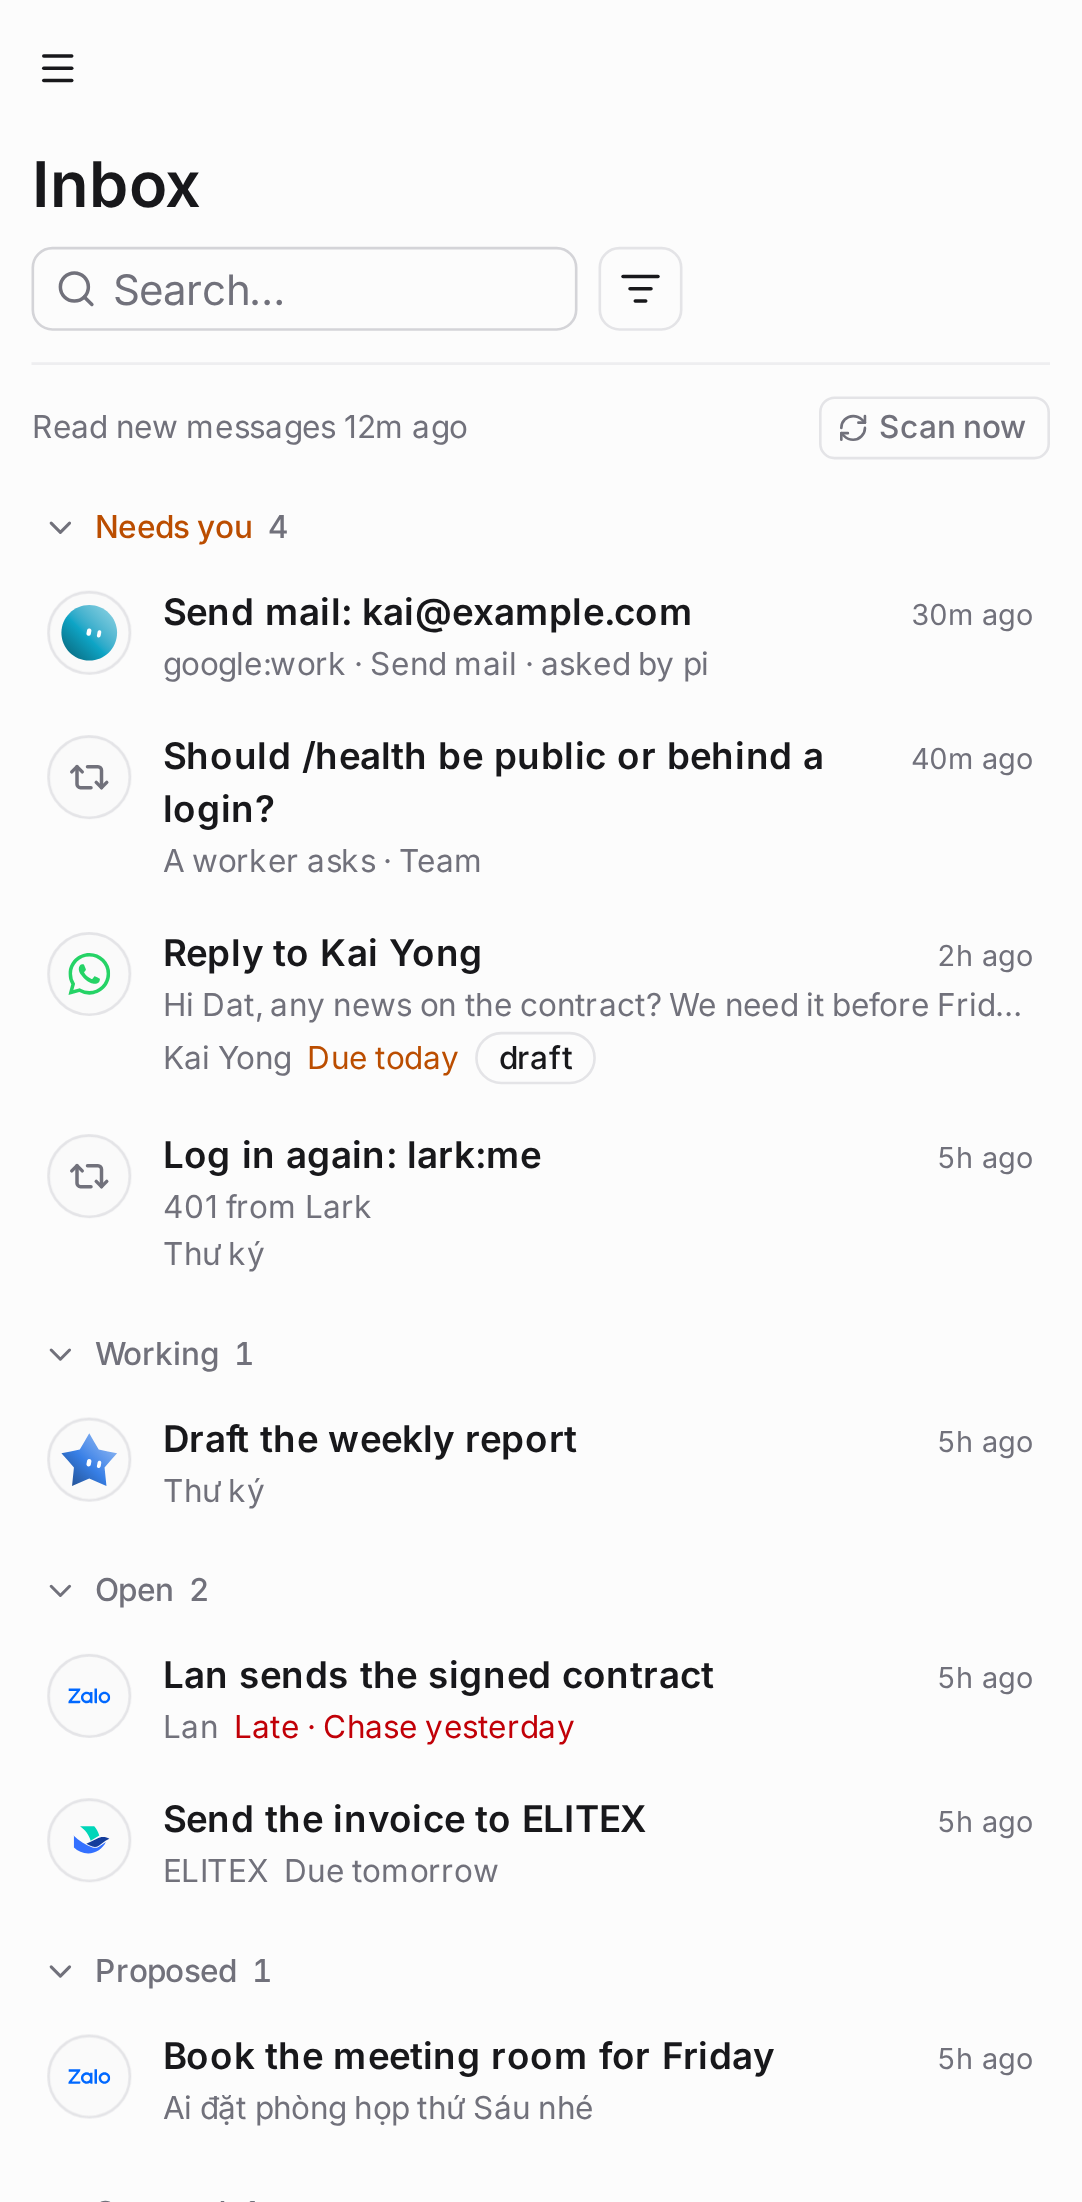 Inbox
Search...
Read new messages 12m ago
Scan now
Needs you 4
Send mail: kai@example.com
30m ago
google:work · Send mail · asked by pi
Should /health be public or behind a
login?
40m ago
A worker asks · Team
Reply to Kai Yong
2h ago
Hi Dat, any news on the contract? We need it before Frid...
Kai Yong Due today draft
Log in again: lark:me
5h ago
401 from Lark
Thư ký
Working 1
Draft the weekly report
5h ago
Thư ký
Open 2
Zalo
Lan sends the signed contract
5h ago
Lan Late · Chase yesterday
Send the invoice to ELITEX
5h ago
ELITEX Due tomorrow
Proposed 1
Zalo
Book the meeting room for Friday
5h ago
Ai đặt phòng họp thứ Sáu nhé